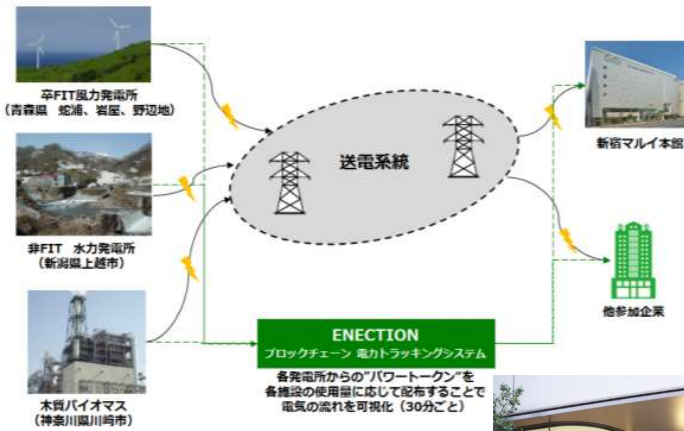 卒FIT風力発電所
（青森県　蛇浦、岩屋、野辺地）
非FIT　水力発電所
（新潟県上越市）
木質バイオマス
（神奈川県川崎市）
送電系統
ENECTION
ブロックチェーン 電力トラッキングシステム
各発電所からの"パワートークン"を
各施設の使用量に応じて配布することで
電気の流れを可視化（30分ごと）
新宿マルイ本館
他参加企業